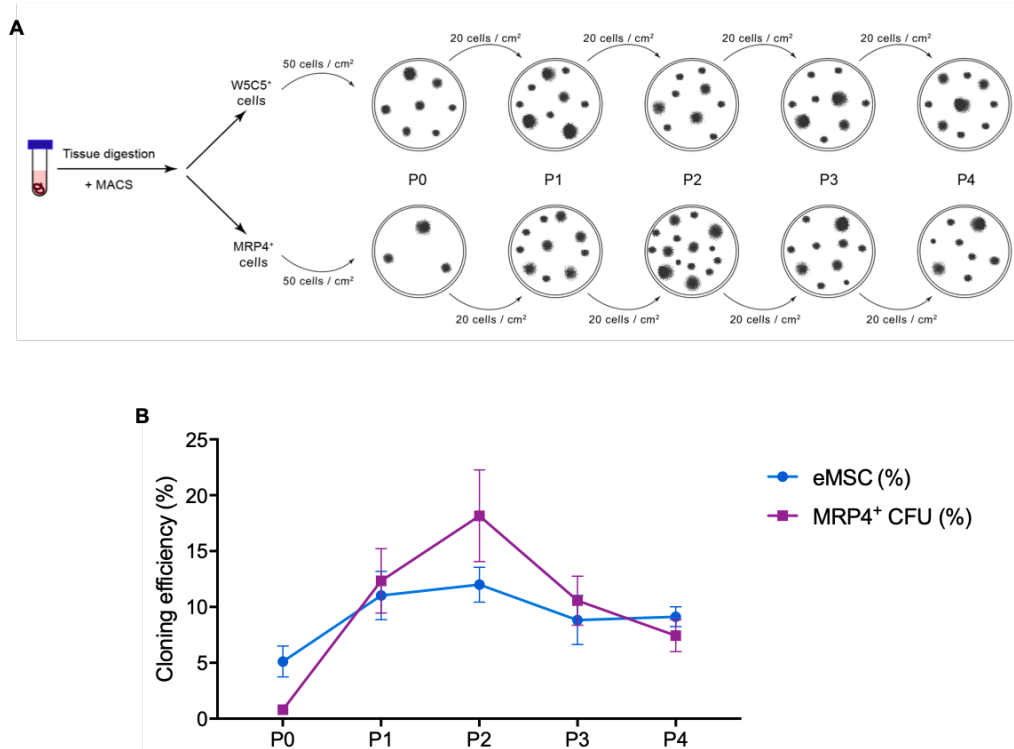 A
20 cells / cm²
20 cells / cm²
20 cells / cm²
20 cells / cm²
50 cells / cm²
W5C5⁺
cells
Tissue digestion
+ MACS
P0
P1
P2
P3
P4
MRP4⁺
cells
50 cells / cm²
20 cells / cm²
20 cells / cm²
20 cells / cm²
20 cells / cm²
B
Cloning efficiency (%)
25
20
15
10
5
0
P0
P1
P2
P3
P4
eMSC (%)
MRP4⁺ CFU (%)